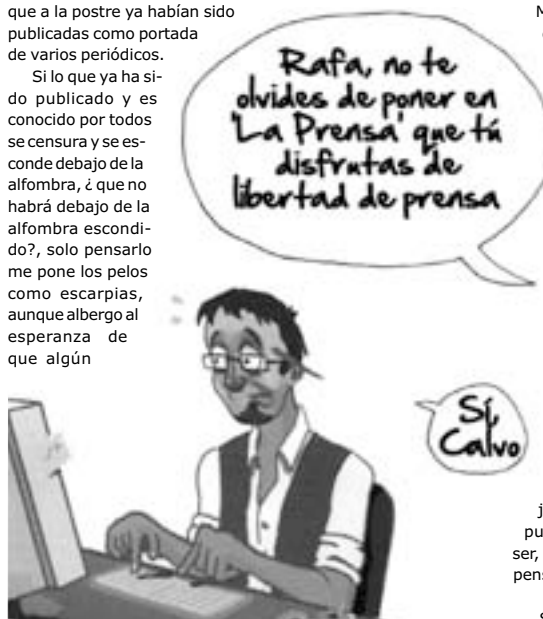 que a la postre ya habían sido
publicadas como portada
de varios periódicos.
Si lo que ya ha si-
do publicado y es
conocido por todos
se censura y se es-
conde debajo de la
alfombra, ¿ que no
habrá debajo de la
alfombra escondi-
do?, solo pensarlo
me pone los pelos
como escarpias,
aunque albergo al
esperanza de
que algún
Rafa, no te
olvides de poner en
'La Prensa' que tú
disfrutas de
libertad de prensa
Sí,
Calvo
ser,